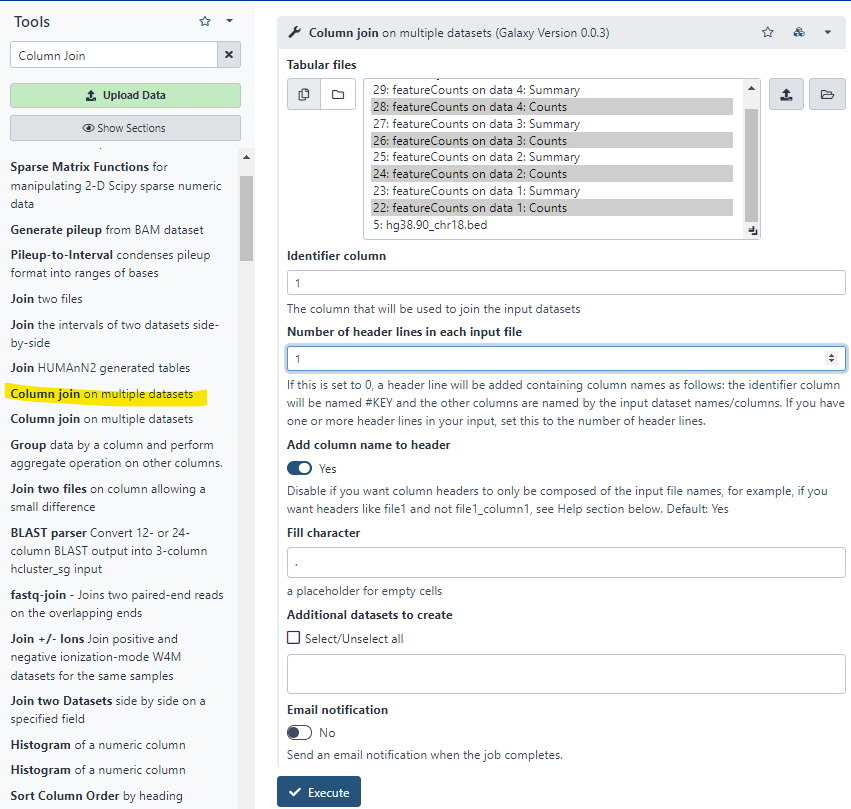 Tools
Column Join
Upload Data
Show Sections
Sparse Matrix Functions for
manipulating 2-D Scipy sparse numeric
data
Generate pileup from BAM dataset
Pileup-to-Interval condenses pileup
format into ranges of bases
Join two files
Join the intervals of two datasets side-
by-side
Join HUMAnN2 generated tables
Column join on multiple datasets
Column join on multiple datasets
Group data by a column and perform
aggregate operation on other columns.
Join two files on column allowing a
small difference
BLAST parser Convert 12- or 24-
column BLAST output into 3-column
hcluster_sg input
fastq-join - Joins two paired-end reads
on the overlapping ends
Join +/- Ions Join positive and
negative ionization-mode W4M
datasets for the same samples
Join two Datasets side by side on a
specified field
Histogram of a numeric column
Histogram of a numeric column
Sort Column Order by heading
Column join on multiple datasets (Galaxy Version 0.0.3)
Tabular files
29: featureCounts on data 4: Summary
28: featureCounts on data 4: Counts
27: featureCounts on data 3: Summary
26: featureCounts on data 3: Counts
25: featureCounts on data 2: Summary
24: featureCounts on data 2: Counts
23: featureCounts on data 1: Summary
22: featureCounts on data 1: Counts
5: hg38.90_chr18.bed
Identifier column
1
The column that will be used to join the input datasets
Number of header lines in each input file
1
If this is set to 0, a header line will be added containing column names as follows: the identifier column
will be named #KEY and the other columns are named by the input dataset names/columns. If you have
one or more header lines in your input, set this to the number of header lines.
Add column name to header
Yes
Disable if you want column headers to only be composed of the input file names, for example, if you
want headers like file1 and not file1_column1, see Help section below. Default: Yes
Fill character
.
a placeholder for empty cells
Additional datasets to create
Select/Unselect all
Email notification
No
Send an email notification when the job completes.
Execute